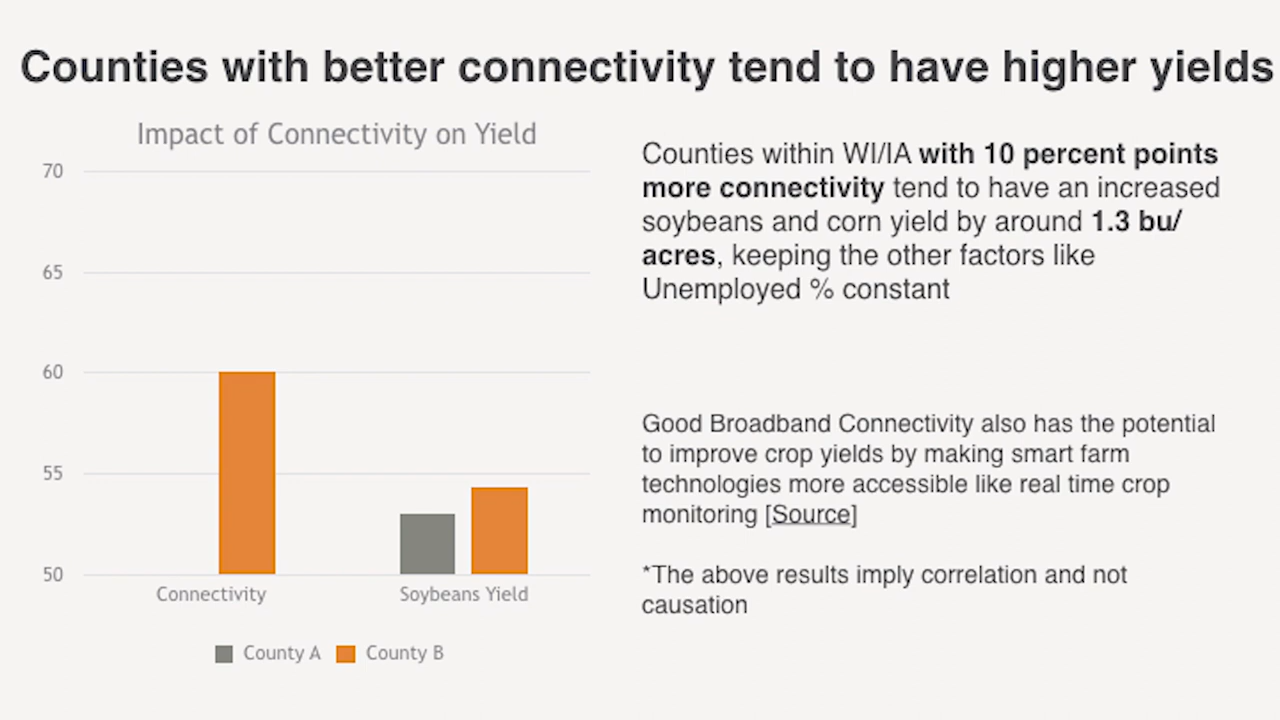 Counties with better connectivity tend to have higher yields
Impact of Connectivity on Yield
70
65
60
55
50
Connectivity
Soybeans Yield
County A
County B
Counties within WI/IA with 10 percent points
more connectivity tend to have an increased
soybeans and corn yield by around 1.3 bu/
acres, keeping the other factors like
Unemployed % constant
Good Broadband Connectivity also has the potential
to improve crop yields by making smart farm
technologies more accessible like real time crop
monitoring [Source]
*The above results imply correlation and not
causation